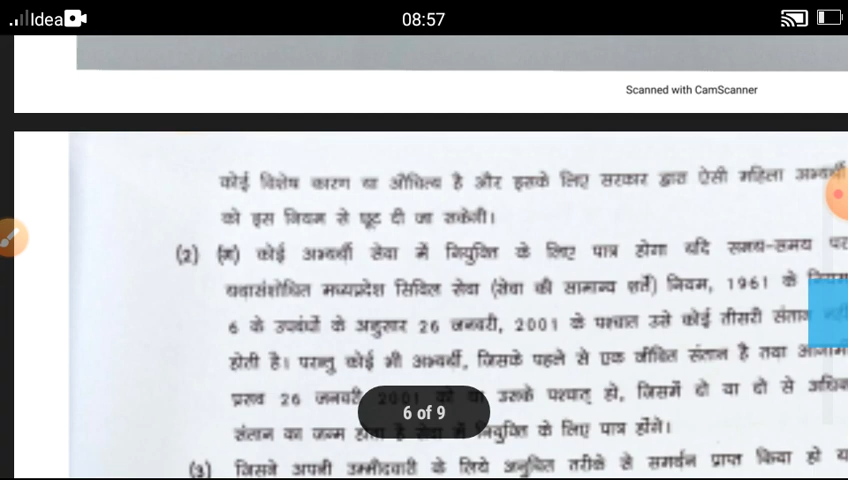 Idea
08:57
Scanned with CamScanner
कोई विशेष कारण या औचित्य है और इसके लिए सरकार द्वारा ऐसी महिला अभ्यर्थी
को इस नियम से छूट दी जा सकेगी।
(2) कोई अभ्यर्थी सेवा में नियुक्ति के लिए पात्र होगा यदि समय-समय पर
यथासंशोधित मध्यप्रदेश सिविल सेवा (सेवा की सामान्य शर्तें) नियम, 1961 के नियम
6 के उपबंधों के अनुसार 26 जनवरी, 2001 के पश्चात उसे कोई तीसरी संतान नहीं
होती है। परन्तु कोई भी अभ्यर्थी, जिसके पहले से एक जीवित संतान है तथा आगामी
प्रसव 26 जनवरी 2001 को या उसके पश्चात् हो, जिसमें दो या दो से अधिक
संतान का जन्म होता है सेवा में नियुक्ति के लिए पात्र होंगे।
6 of 9
(3) जिसने अपनी उम्मीदवारी के लिये अनुचित तरीके से समर्थन प्राप्त किया हो